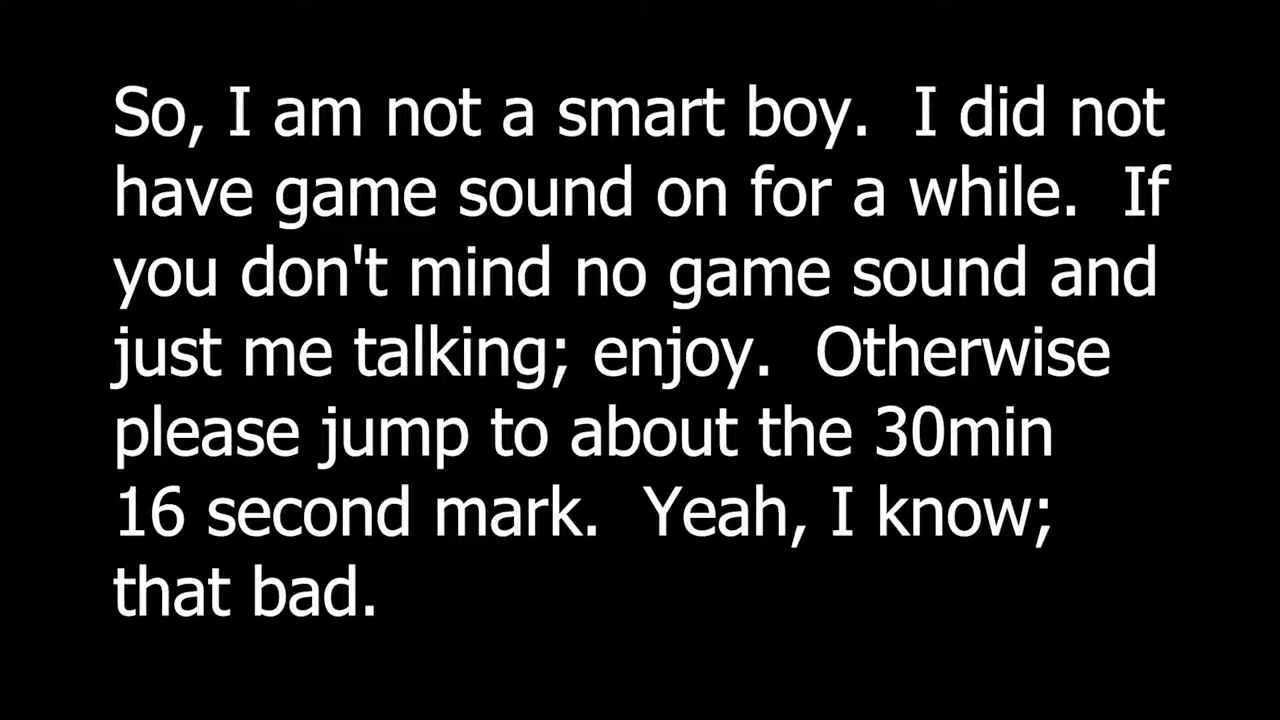 So, I am not a smart boy.  I did not
have game sound on for a while.  If
you don't mind no game sound and
just me talking; enjoy.  Otherwise
please jump to about the 30min
16 second mark.  Yeah, I know;
that bad.